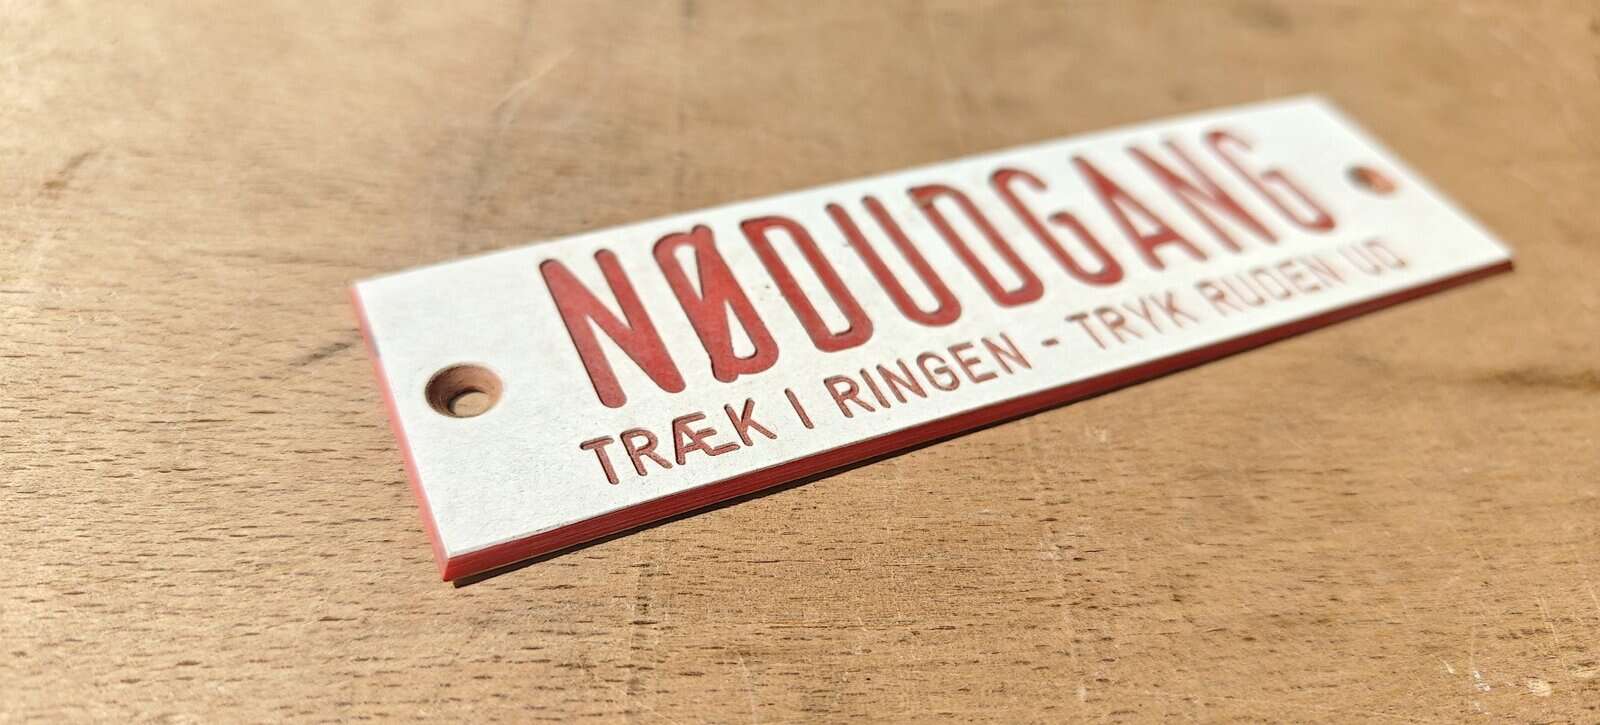 NØDUDGANG
TRÆK I RINGEN - TRYK RUDEN UD